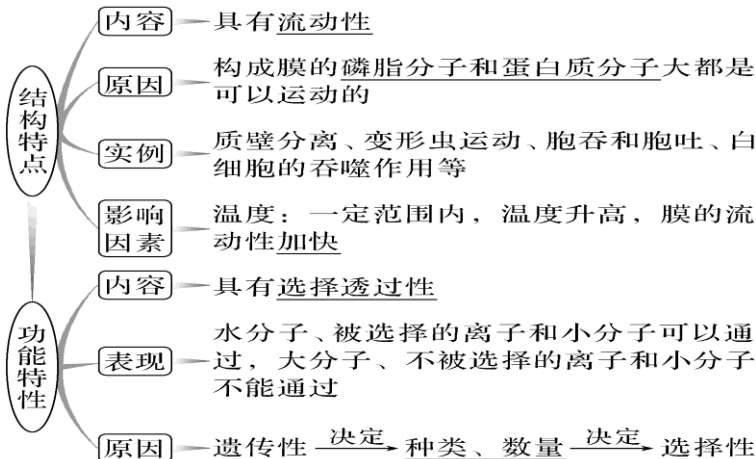 结构特点
内容 具有流动性
原因 构成膜的磷脂分子和蛋白质分子大都是
可以运动的
实例 质壁分离、变形虫运动、胞吞和胞吐、白
细胞的吞噬作用等
影响因素 温度：一定范围内，温度升高，膜的流
动性加快
功能特性
内容 具有选择透过性
表现 水分子、被选择的离子和小分子可以通
过，大分子、不被选择的离子和小分子
不能通过
原因 遗传性 决定 种类、数量 决定 选择性